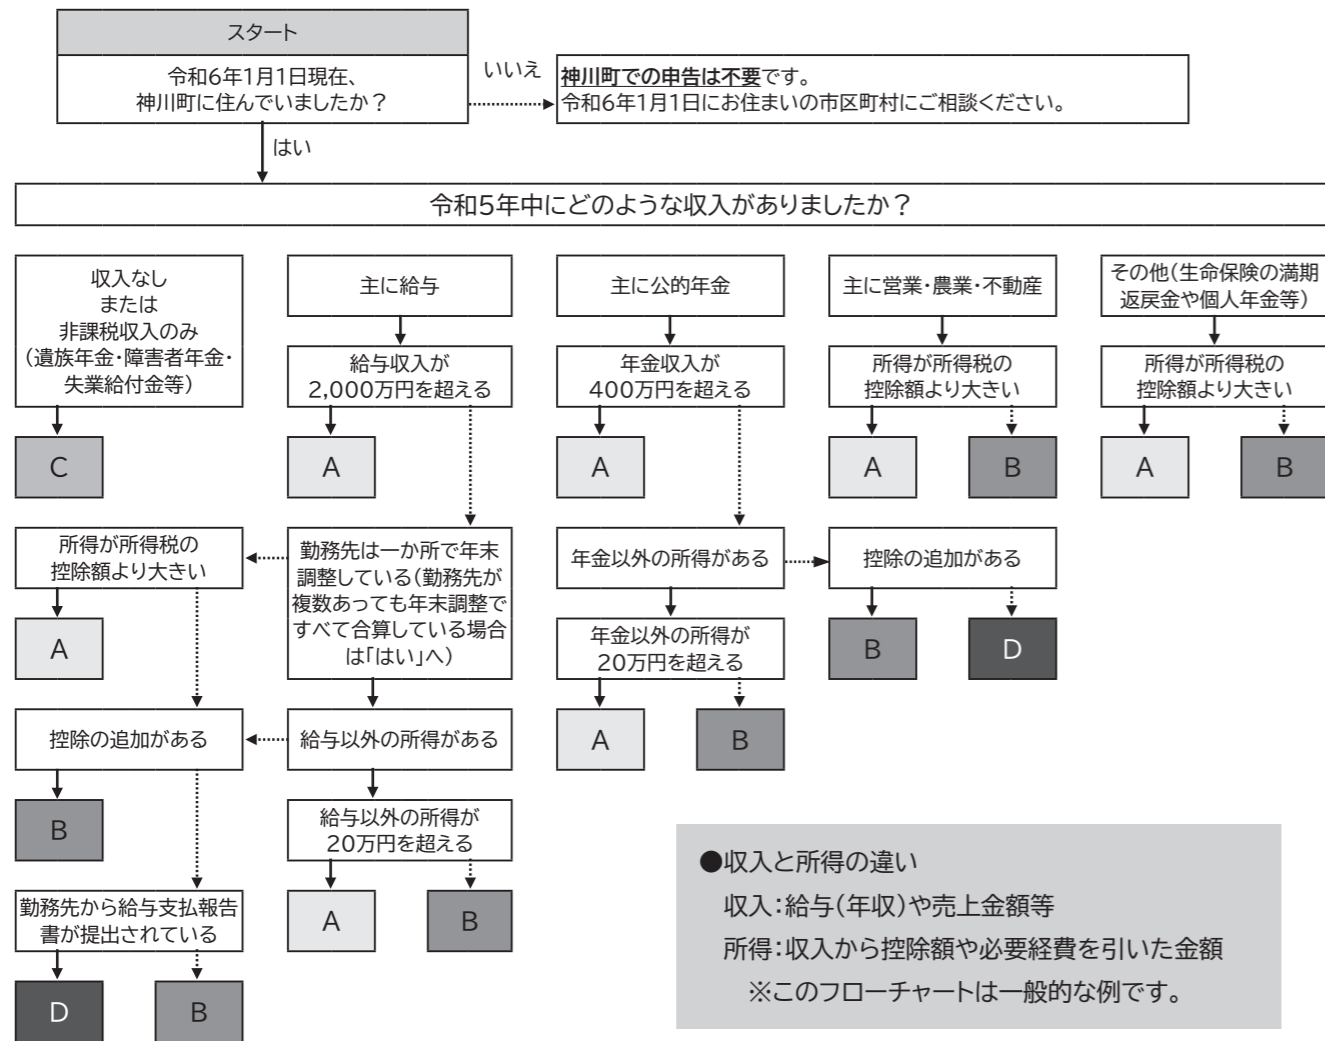 スタート
令和6年1月1日現在、
神川町に住んでいましたか？
いいえ
神川町での申告は不要です。
令和6年1月1日にお住まいの市区町村にご相談ください。
はい
令和5年中にどのような収入がありましたか？
収入なし
または
非課税収入のみ
（遺族年金・障害者年金・
失業給付金等）
C
主に給与
給与収入が
2,000万円を超える
A
主に公的年金
年金収入が
400万円を超える
A
主に営業・農業・不動産
所得が所得税の
控除額より大きい
A
B
その他（生命保険の満期
返戻金や個人年金等）
所得が所得税の
控除額より大きい
A
B
所得が所得税の
控除額より大きい
A
勤務先は一か所で年末
調整している（勤務先が
複数あっても年末調整で
すべて合算している場合
は「はい」へ）
年金以外の所得がある
控除の追加がある
B
D
年金以外の所得が
20万円を超える
A
B
控除の追加がある
B
給与以外の所得がある
給与以外の所得が
20万円を超える
A
B
勤務先から給与支払報告
書が提出されている
D
B
●収入と所得の違い
収入：給与（年収）や売上金額等
所得：収入から控除額や必要経費を引いた金額
※このフローチャートは一般的な例です。